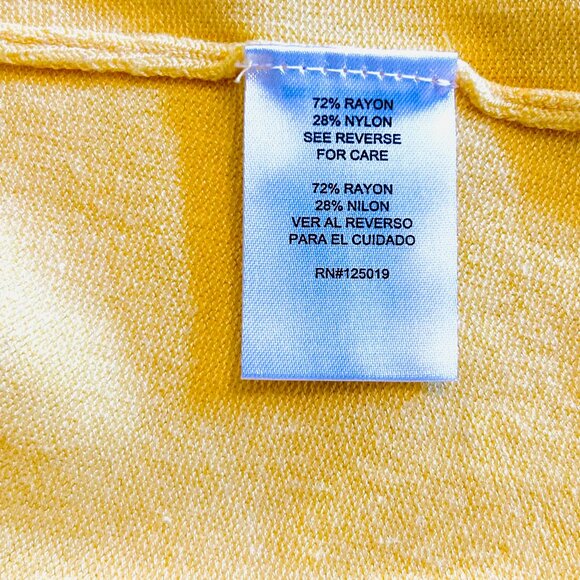 72% RAYON
28% NYLON
SEE REVERSE
FOR CARE
72% RAYON
28% NILON
VER AL REVERSO
PARA EL CUIDADO
RN#125019